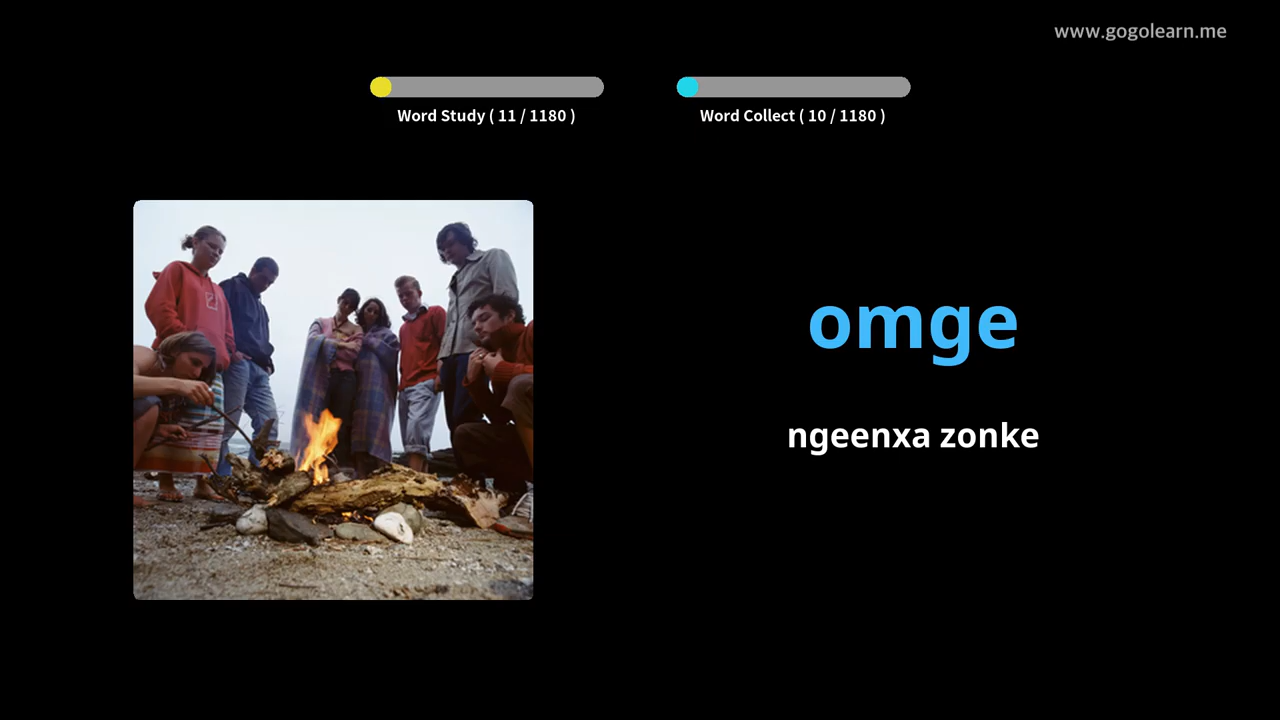 www.gogolearn.me
Word Study ( 11 / 1180 )
Word Collect ( 10 / 1180 )
omge
ngeenxa zonke